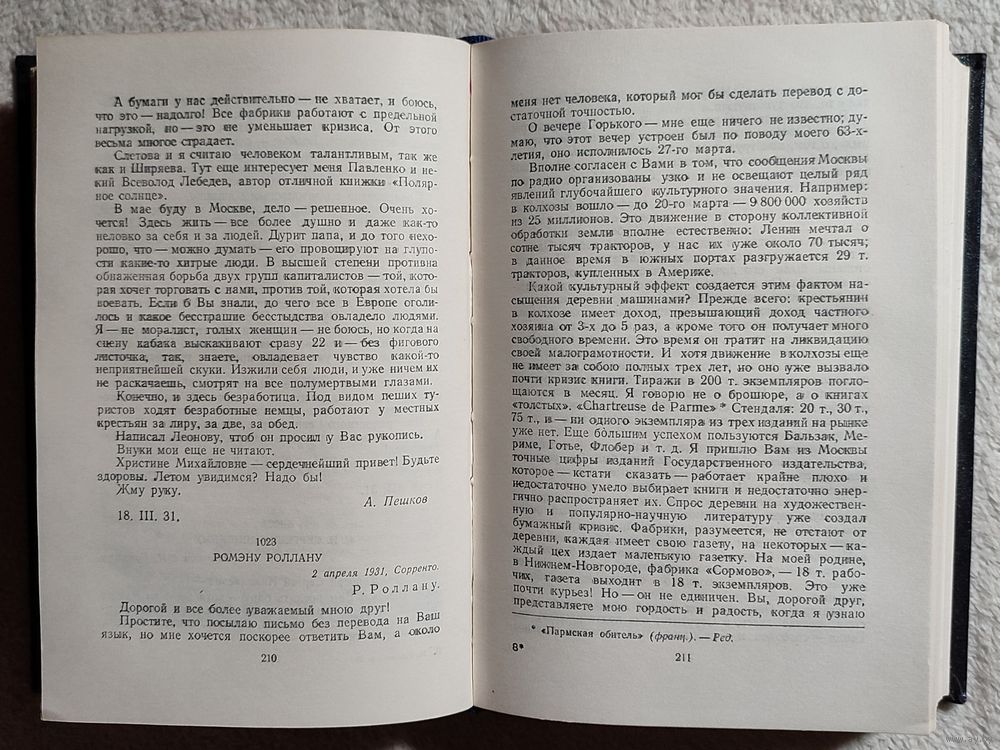 А бумаги у нас действительно — не хватает, и боюсь,
что это — надолго! Все фабрики работают с предельной
нагрузкой, но — это не уменьшает кризиса. От этого
весьма многое страдает.
Слетова и я считаю человеком талантливым, так же
как и Ширяева. Тут еще интересует меня Павленко и не-
кий Всеволод Лебедев, автор отличной книжки «Поляр-
ное солнце».
В мае буду в Москве, дело — решенное. Очень хо-
чется! Здесь жить — все более душно и даже как-то
неловко за себя и за людей. Дурит папа, и до того нехо-
рошо, что — можно думать — его провоцируют на глупо-
сти какие-то хитрые люди. В высшей степени противна
обнаженная борьба двух групп капиталистов — той, кото-
рая хочет торговать с нами, против той, которая хотела бы
воевать. Если б Вы знали, до чего все в Европе оголи-
лось и какое бесстрашие бесстыдства овладело людями.
Я — не моралист, голых женщин — не боюсь, но когда на
сцену кабака выскакивают сразу 22 и — без фигового
листочка, так, знаете, овладевает чувство какой-то
неприятнейшей скуки. Изжили себя люди, и уже ничем их
не раскачаешь, смотрят на все полумертвыми глазами.
Конечно, и здесь безработица. Под видом пеших ту-
ристов ходят безработные немцы, работают у местных
крестьян за лиру, за две, за обед.
Написал Леонову, чтоб он просил у Вас рукопись.
Внуки мои еще не читают.
Христине Михайловне — сердечнейший привет! Будьте
здоровы. Летом увидимся? Надо бы!
Жму руку.
А. Пешков
18. III. 31.
1023
РОМЭНУ РОЛЛАНУ
2 апреля 1931, Сорренто.
Р. Роллану.
Дорогой и все более уважаемый мною друг!
Простите, что посылаю письмо без перевода на Ваш
язык, но мне хочется поскорее ответить Вам, а около
210
меня нет человека, который мог бы сделать перевод с до-
статочной точностью.
О вечере Горького — мне еще ничего не известно; ду-
маю, что этот вечер устроен был по поводу моего 63-х-
летия, оно исполнилось 27-го марта.
Вполне согласен с Вами в том, что сообщения Москвы
по радио организованы узко и не освещают целый ряд
явлений глубочайшего культурного значения. Например:
в колхозы вошло — до 20-го марта — 9 800 000 хозяйств
из 25 миллионов. Это движение в сторону коллективной
обработки земли вполне естественно: Ленин мечтал о
сотне тысяч тракторов, у нас их уже около 70 тысяч;
в данное время в южных портах разгружается 29 т.
тракторов, купленных в Америке.
Какой культурный эффект создается этим фактом на-
сыщения деревни машинами? Прежде всего: крестьянин
в колхозе имеет доход, превышающий доход частного
хозяина от 3-х до 5 раз, а кроме того он получает много
свободного времени. Это время он тратит на ликвидацию
своей малограмотности. И хотя движение в колхозы еще
не имеет за собою полных трех лет, но оно уже вызвало
почти кризис книги. Тиражи в 200 т. экземпляров погло-
щаются в месяц. Я говорю не о брошюре, а о книгах
«толстых». «Chartreuse de Parme» * Стендаля: 20 т., 30 т.,
75 т., и — ни одного экземпляра из трех изданий на рынке
уже нет. Еще бо́льшим успехом пользуются Бальзак, Ме-
риме, Готье, Флобер и т. д. Я пришлю Вам из Москвы
точные цифры изданий Государственного издательства,
которое — кстати сказать — работает крайне плохо и
недостаточно умело выбирает книги и недостаточно энер-
гично распространяет их. Спрос деревни на художествен-
ную и популярно-научную литературу уже создал
бумажный кризис. Фабрики, разумеется, не отстают от
деревни, каждая имеет свою газету, на некоторых — ка-
ждый цех издает маленькую газетку. На моей родине,
в Нижнем-Новгороде, фабрика «Сормово», — 18 т. рабо-
чих, газета выходит в 18 т. экземпляров. Это уже
почти курьез! Но — он не единичен. Вы, дорогой друг,
представляете мою гордость и радость, когда я узнаю
* «Пармская обитель» (франц.). — Ред.
8*
211
www.ay.by